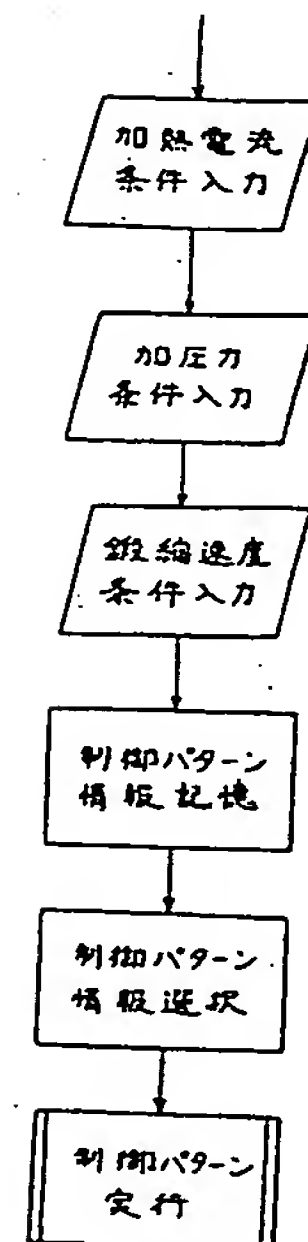 加熱電流
条件入力
加圧力
条件入力
鍛縮速度
条件入力
制御パターン
情報記憶
制御パターン
情報選択
制御パターン
実行